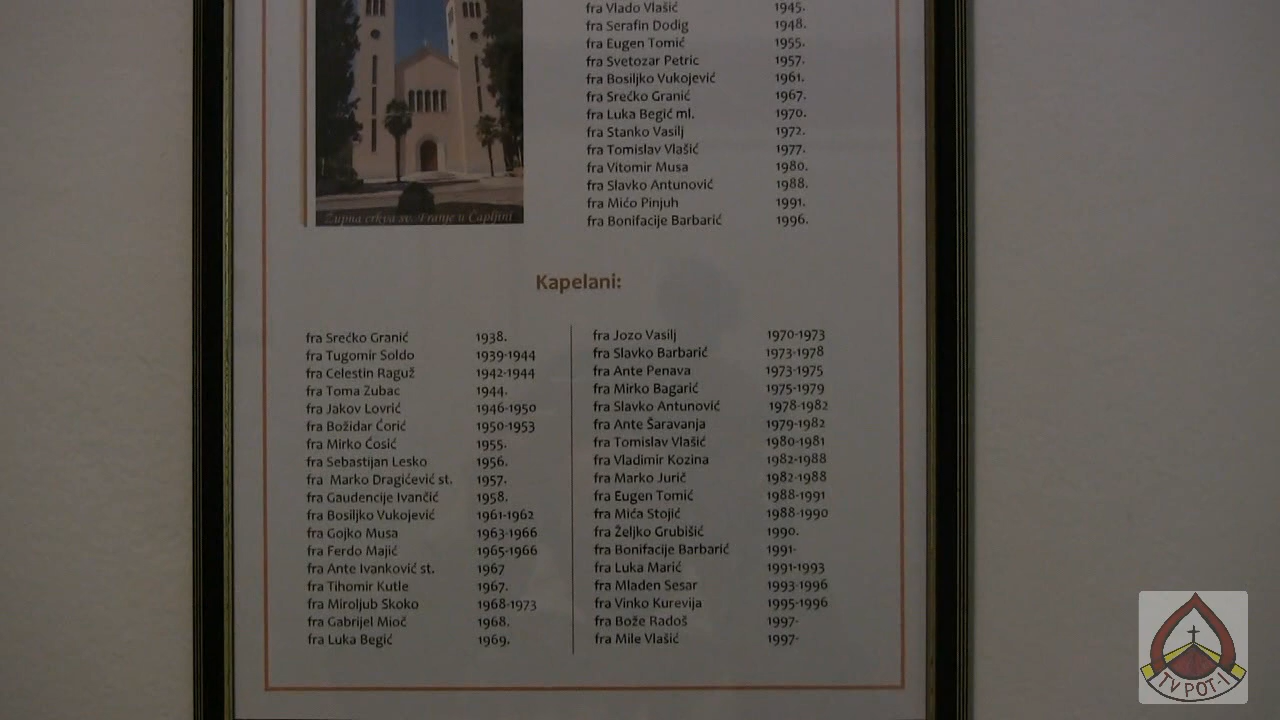 fra Vlado Vlašić 1945.
fra Serafin Dodig 1948.
fra Eugen Tomić 1955.
fra Svetozar Petric 1957.
fra Bosiljko Vukojević 1961.
fra Srećko Granić 1967.
fra Luka Begić ml. 1970.
fra Stanko Vasilj 1972.
fra Tomislav Vlašić 1977.
fra Vitomir Musa 1980.
fra Slavko Antunović 1988.
fra Mićo Pinjuh 1991.
fra Bonifacije Barbarić 1996.
Župna crkva sv. Franje u Čapljini
Kapelani:
fra Srećko Granić 1938.
fra Tugomir Soldo 1939-1944
fra Celestin Raguž 1942-1944
fra Toma Zubac 1944.
fra Jakov Lovrić 1946-1950
fra Božidar Ćorić 1950-1953
fra Mirko Ćosić 1955.
fra Sebastijan Lesko 1956.
fra Marko Dragićević st. 1957.
fra Gaudencije Ivančić 1958.
fra Bosiljko Vukojević 1961-1962
fra Gojko Musa 1963-1966
fra Ferdo Majić 1965-1966
fra Ante Ivanković st. 1967
fra Tihomir Kutle 1967.
fra Miroljub Skoko 1968-1973
fra Gabrijel Mioč 1968.
fra Luka Begić 1969.
fra Jozo Vasilj 1970-1973
fra Slavko Barbarić 1973-1978
fra Ante Penava 1973-1975
fra Mirko Bagarić 1975-1979
fra Slavko Antunović 1978-1982
fra Ante Šaravanja 1979-1982
fra Tomislav Vlašić 1980-1981
fra Vladimir Kozina 1982-1988
fra Marko Jurič 1982-1988
fra Eugen Tomić 1988-1991
fra Mića Stojić 1988-1990
fra Željko Grubišić 1990.
fra Bonifacije Barbarić 1991-
fra Luka Marić 1991-1993
fra Mladen Sesar 1993-1996
fra Vinko Kurevija 1995-1996
fra Bože Radoš 1997-
fra Mile Vlašić 1997-
TV POT-1